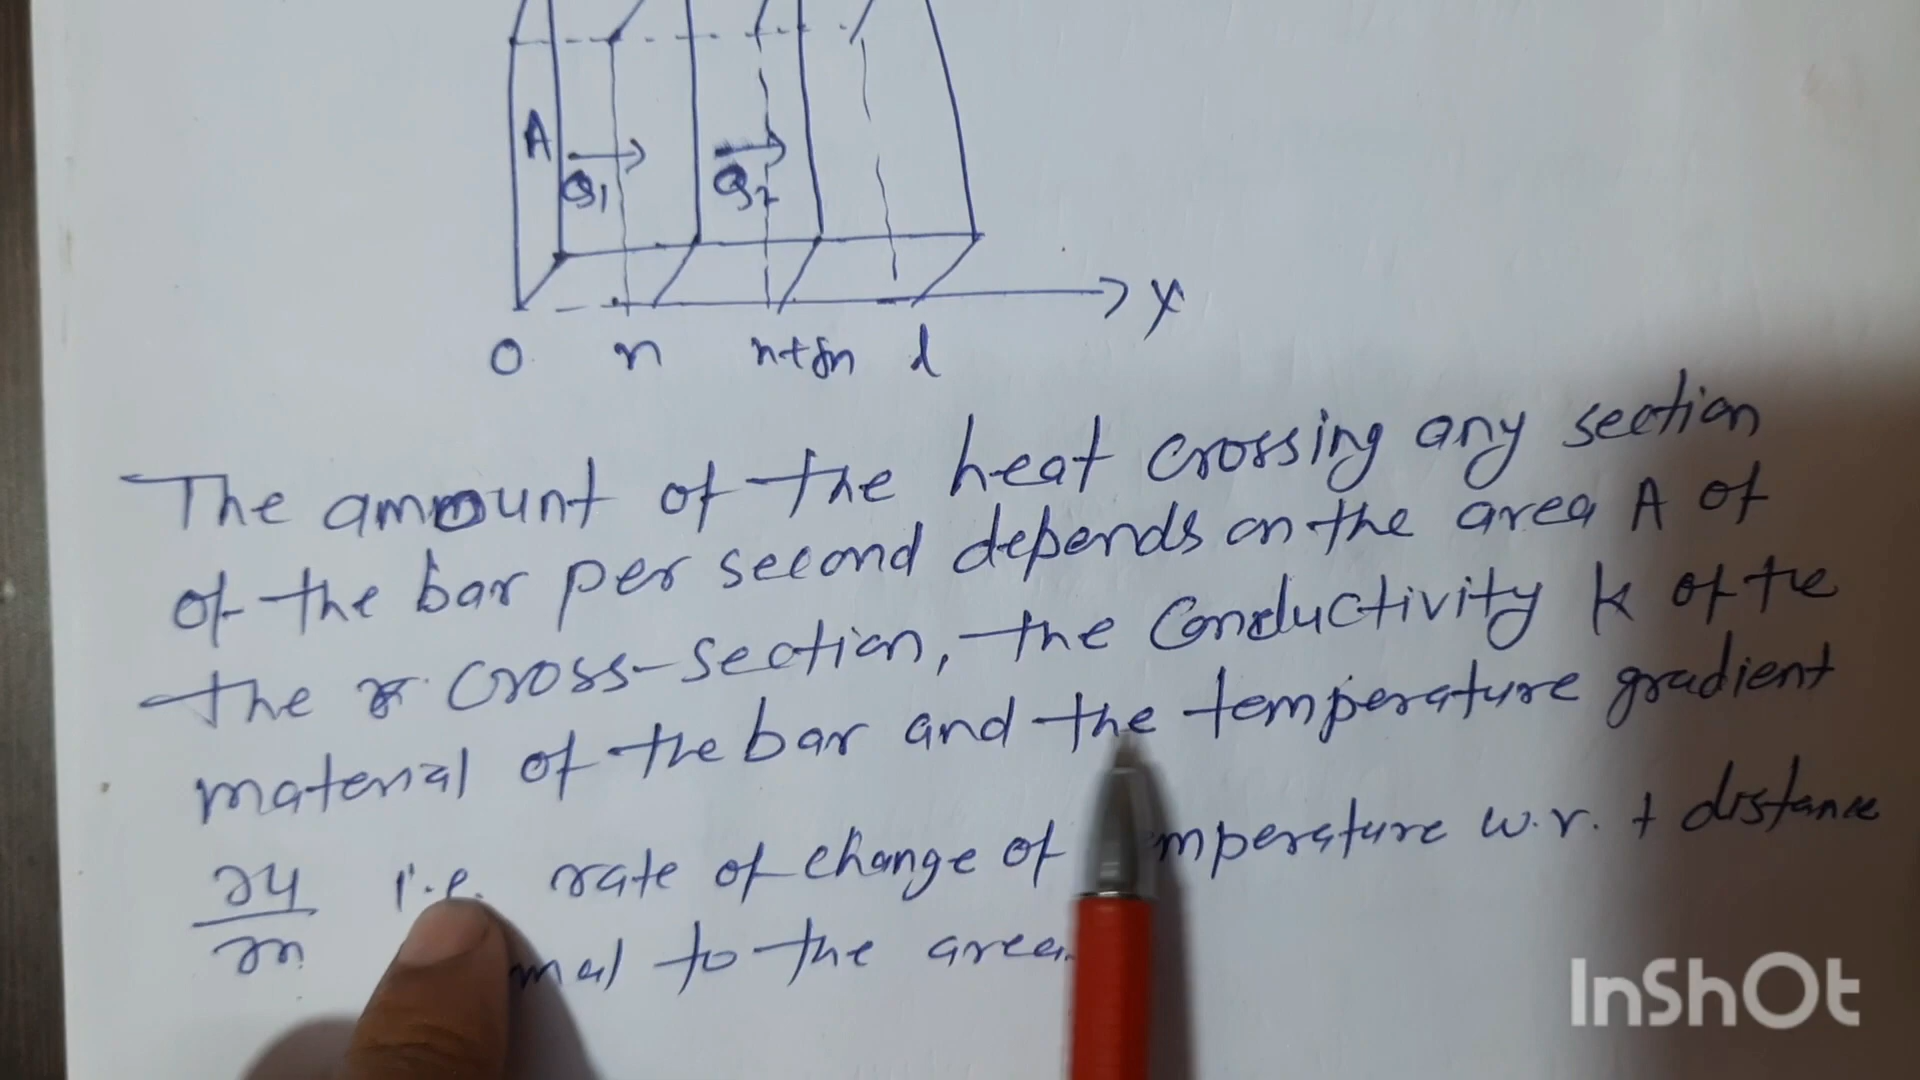 A
Q1
Q2
X
0 x x+δx l
The amount of the heat crossing any section
of the bar per second depends on the area A of
the cross-section, the Conductivity k of the
material of the bar and the temperature gradient
∂u/∂x i.e. rate of change of mperature w.r.t distance
mal to the area.
InShOt